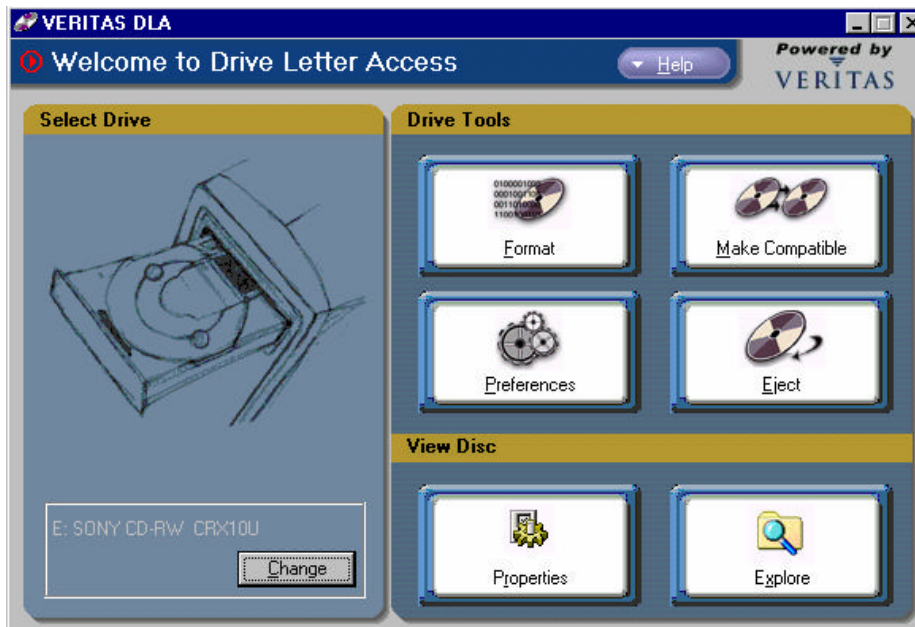 VERITAS DLA
Welcome to Drive Letter Access
Help
Powered by
VERITAS
Select Drive
E: SONY CD-RW CRX10U
Change
Drive Tools
0100001000
Format
Make Compatible
Preferences
Eject
View Disc
Properties
Explore